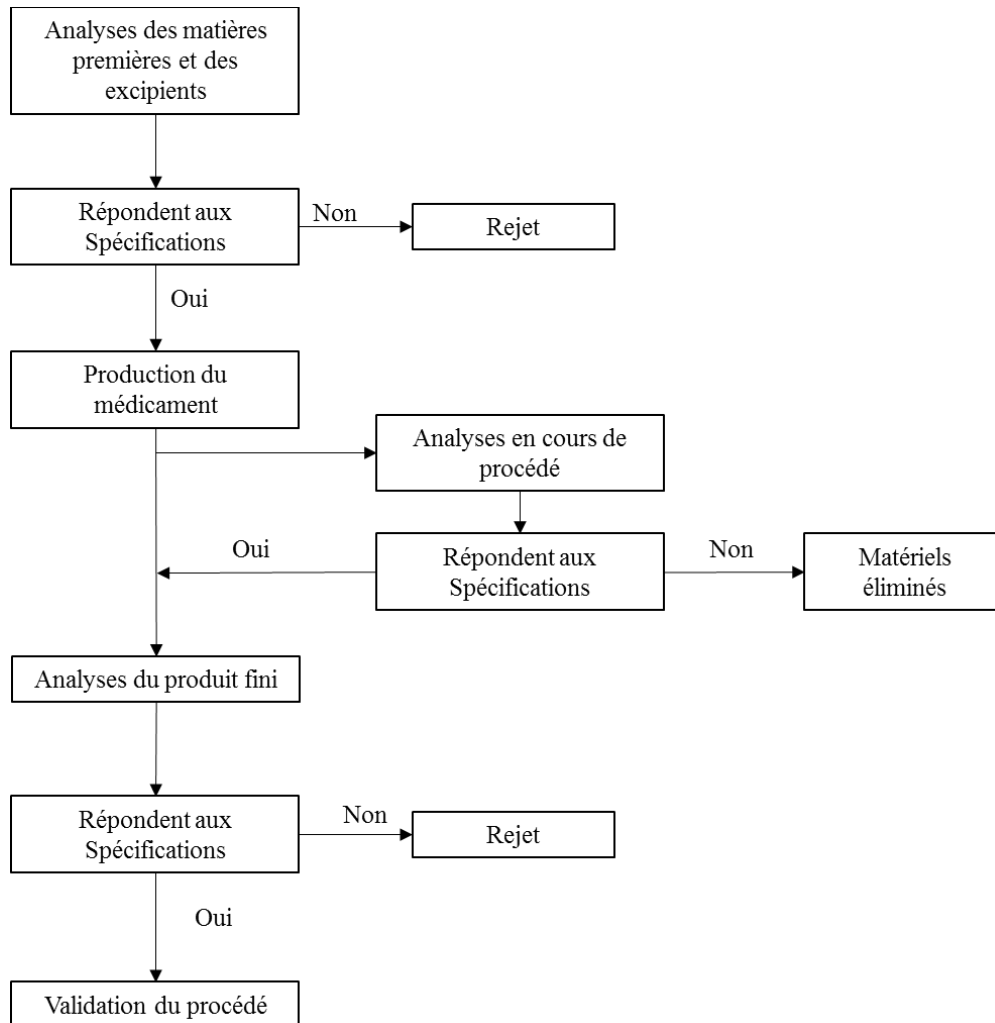 Analyses des matières
premières et des
excipients
Répondent aux
Spécifications
Non
Rejet
Oui
Production du
médicament
Analyses en cours de
procédé
Oui
Répondent aux
Spécifications
Non
Matériels
éliminés
Analyses du produit fini
Répondent aux
Spécifications
Non
Rejet
Oui
Validation du procédé